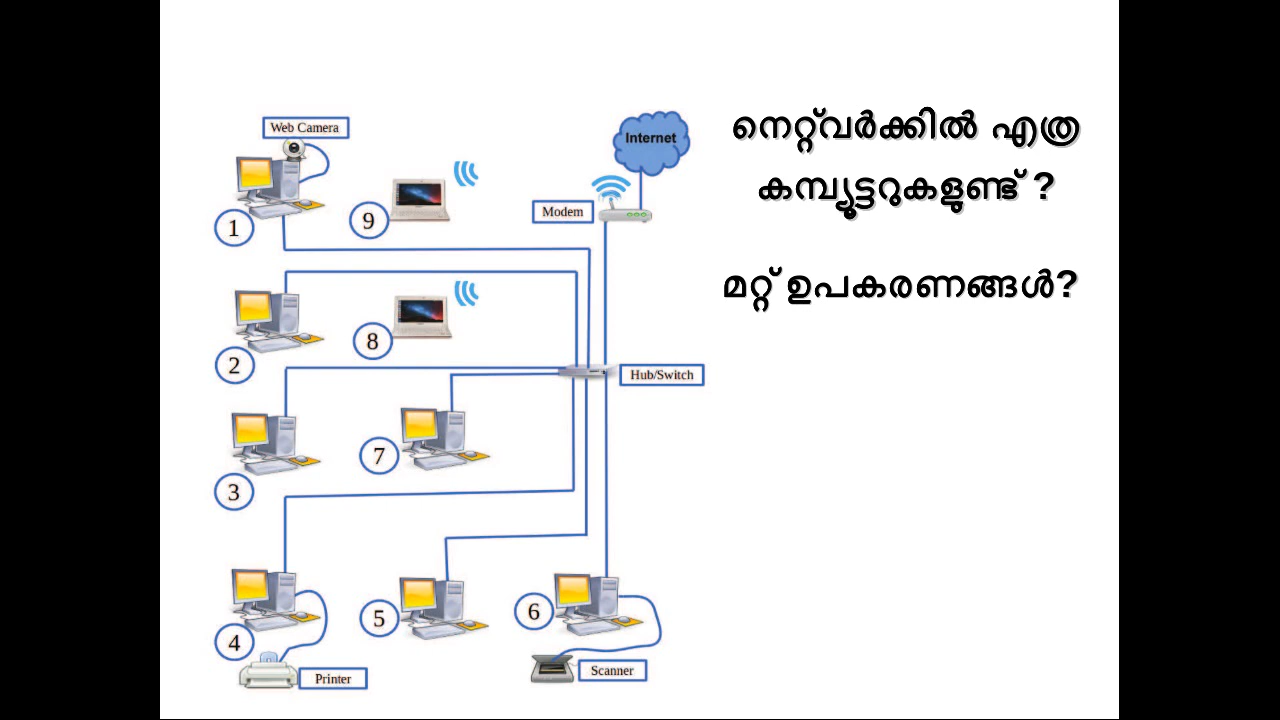 Web Camera
Internet
നെറ്റ്‌വർക്കിൽ എത്ര
കമ്പ്യൂട്ടറുകളുണ്ട് ?
Modem
1
9
മറ്റ് ഉപകരണങ്ങൾ?
2
8
Hub/Switch
3
7
4
5
6
Printer
Scanner